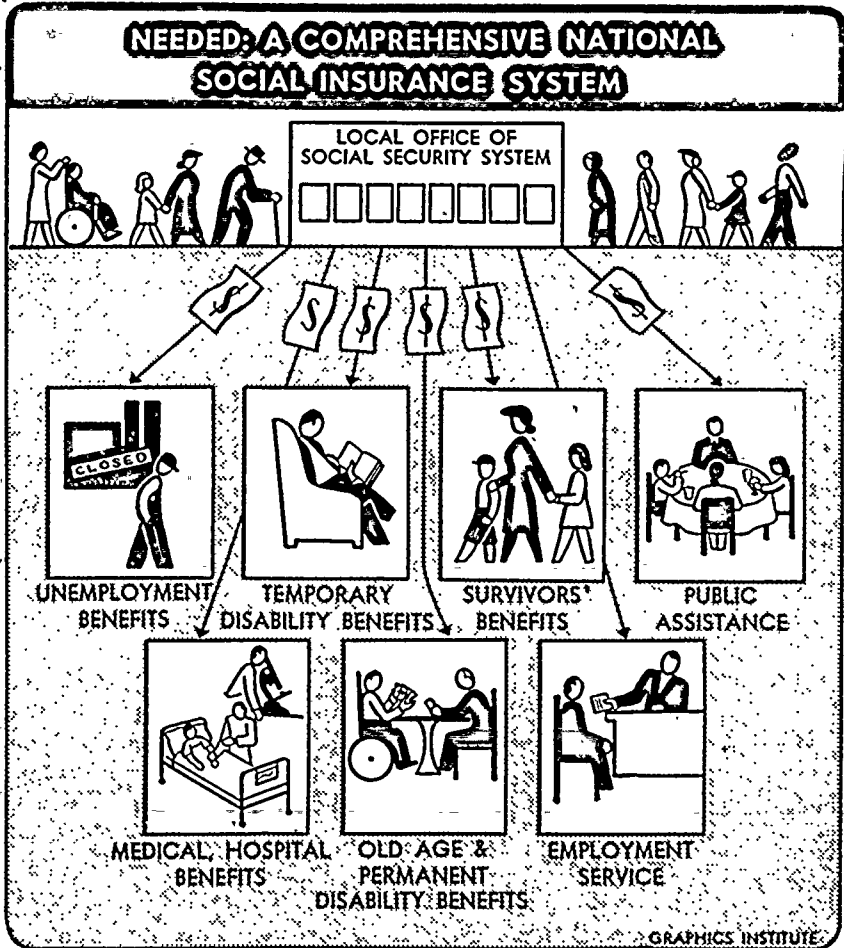 NEEDED: A COMPREHENSIVE NATIONAL
SOCIAL INSURANCE SYSTEM
LOCAL OFFICE OF
SOCIAL SECURITY SYSTEM
$
S
$
$
$
$
CLOSED
UNEMPLOYMENT
BENEFITS
TEMPORARY
DISABILITY BENEFITS
SURVIVORS'
BENEFITS
PUBLIC
ASSISTANCE
MEDICAL, HOSPITAL
BENEFITS
OLD AGE &
PERMANENT
DISABILITY BENEFITS
EMPLOYMENT
SERVICE
GRAPHICS INSTITUTE